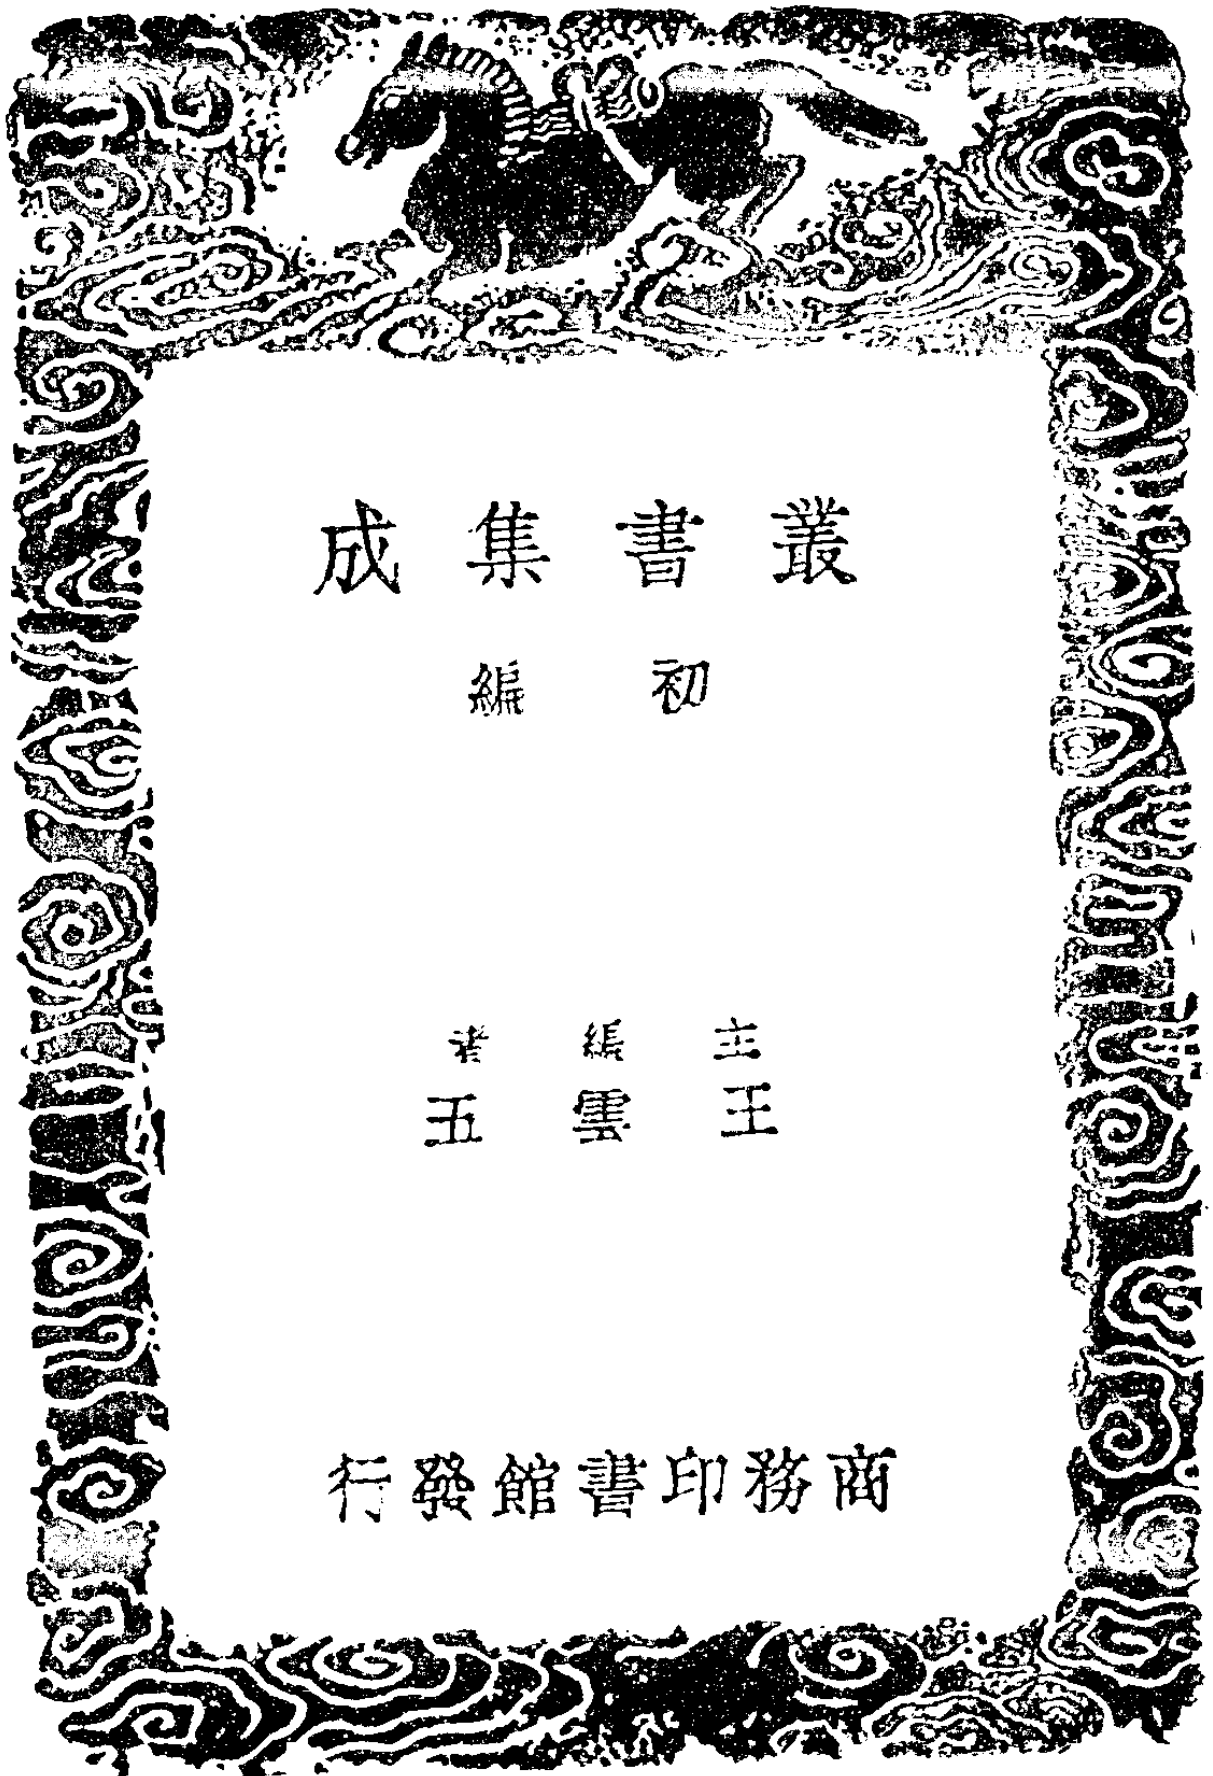 叢書集成
初編
主編者
王雲五
商務印書館發行